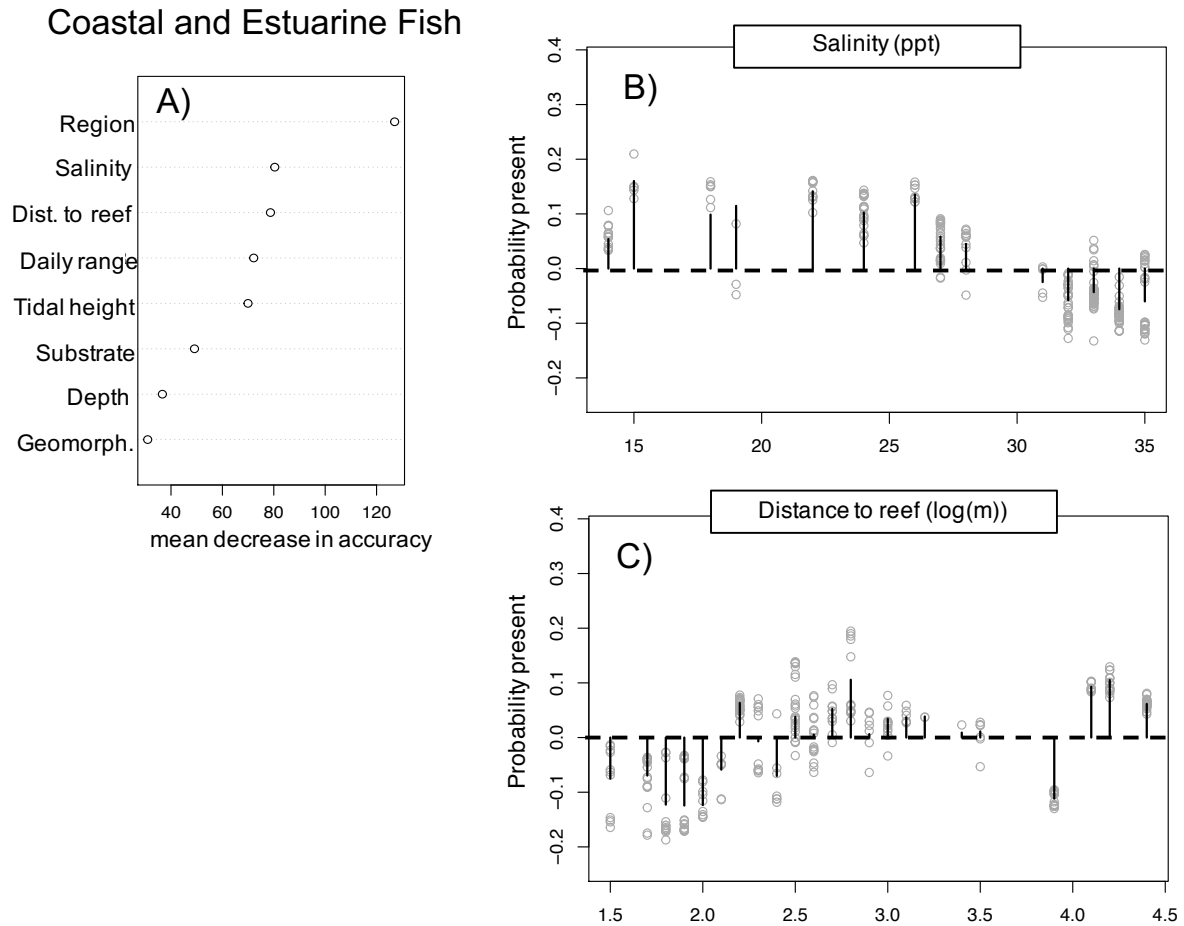 Coastal and Estuarine Fish
A)
Region
Salinity
Dist. to reef
Daily range
Tidal height
Substrate
Depth
Geomorph.
40 60 80 100 120
mean decrease in accuracy
Salinity (ppt)
B)
Probability present
0.4
0.3
0.2
0.1
0.0
−0.1
−0.2
15 20 25 30 35
Distance to reef (log(m))
C)
Probability present
0.4
0.3
0.2
0.1
0.0
−0.1
−0.2
1.5 2.0 2.5 3.0 3.5 4.0 4.5